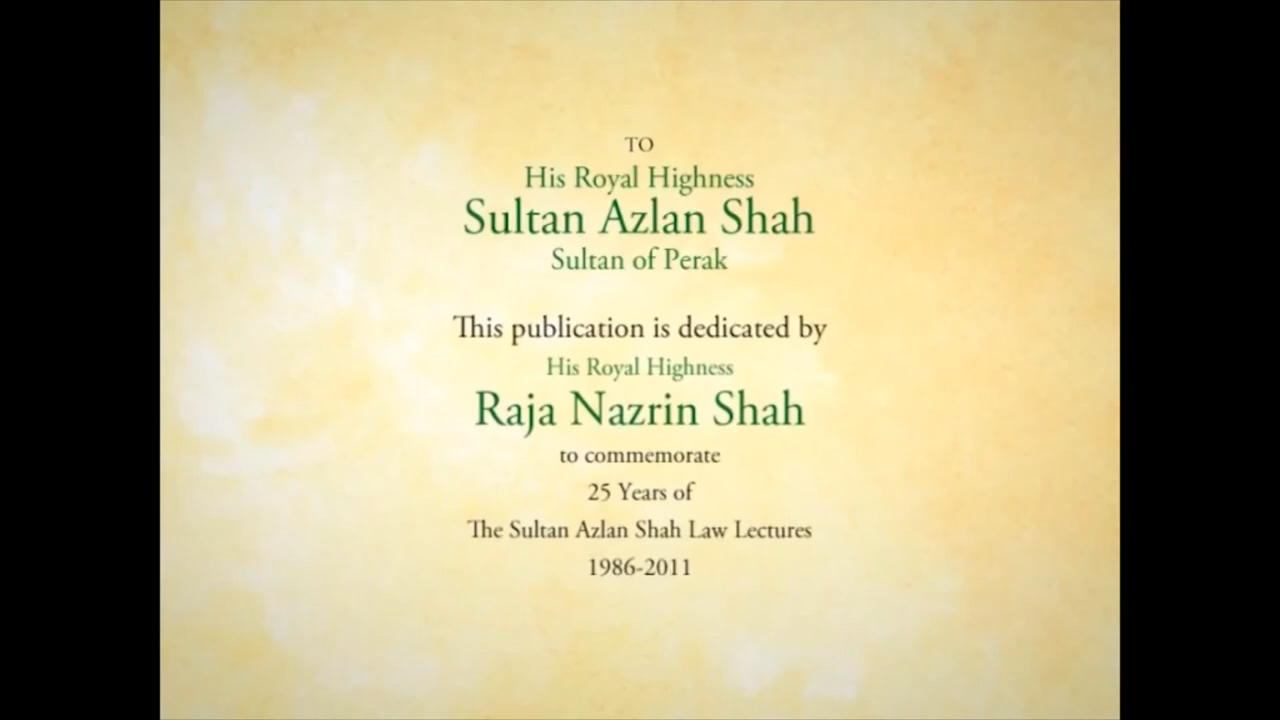 TO
His Royal Highness
Sultan Azlan Shah
Sultan of Perak
This publication is dedicated by
His Royal Highness
Raja Nazrin Shah
to commemorate
25 Years of
The Sultan Azlan Shah Law Lectures
1986-2011